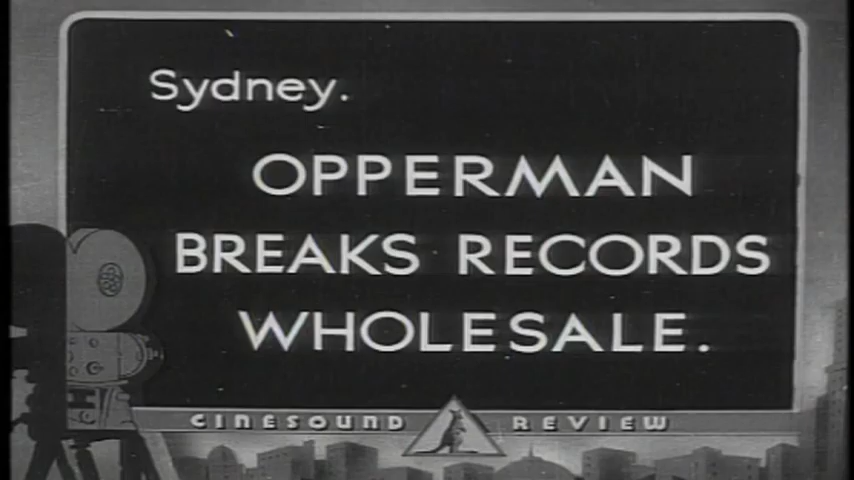 Sydney.
OPPERMAN
BREAKS RECORDS
WHOLESALE.
CINESOUND REVIEW